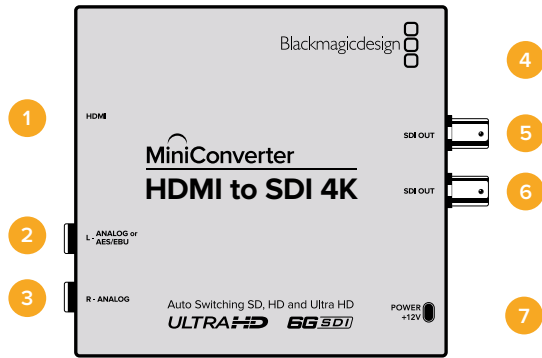 Blackmagicdesign
4
1
HDMI
5
SDI OUT
MiniConverter
HDMI to SDI 4K
SDI OUT
6
2
L - ANALOG or
AES/EBU
3
R - ANALOG
Auto Switching SD, HD and Ultra HD
POWER
+12V
7
ULTRA HD 6G SDI